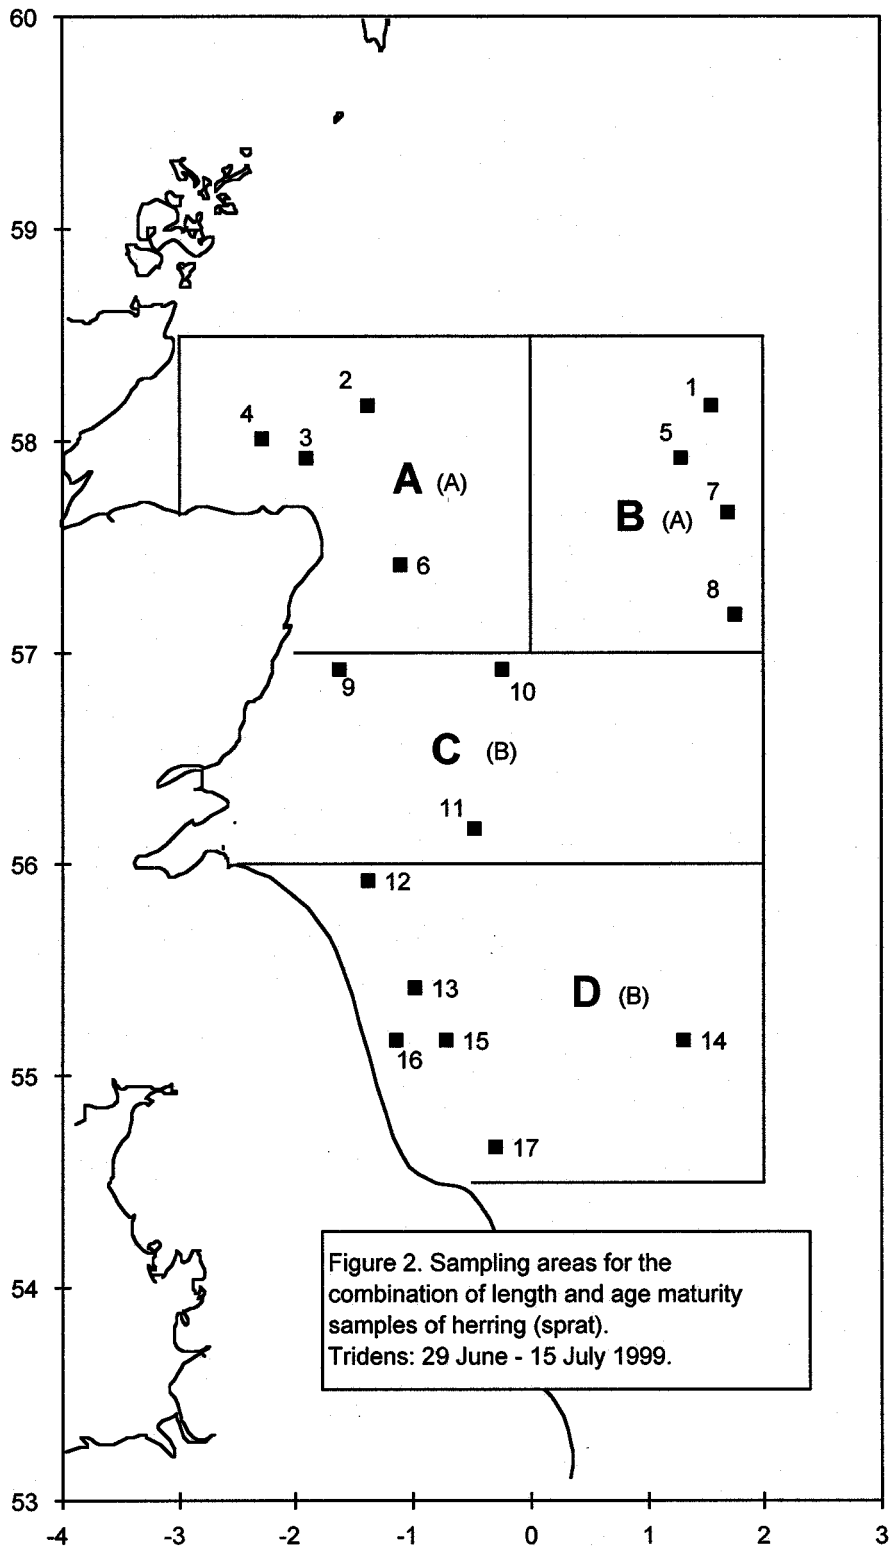 60
59
2
1
4
3
5
58
A (A)
7
B (A)
6
8
57
9
10
C (B)
11
56
12
13
D (B)
16
15
14
55
17
Figure 2. Sampling areas for the
combination of length and age maturity
samples of herring (sprat).
Tridens: 29 June - 15 July 1999.
54
53
-4 -3 -2 -1 0 1 2 3